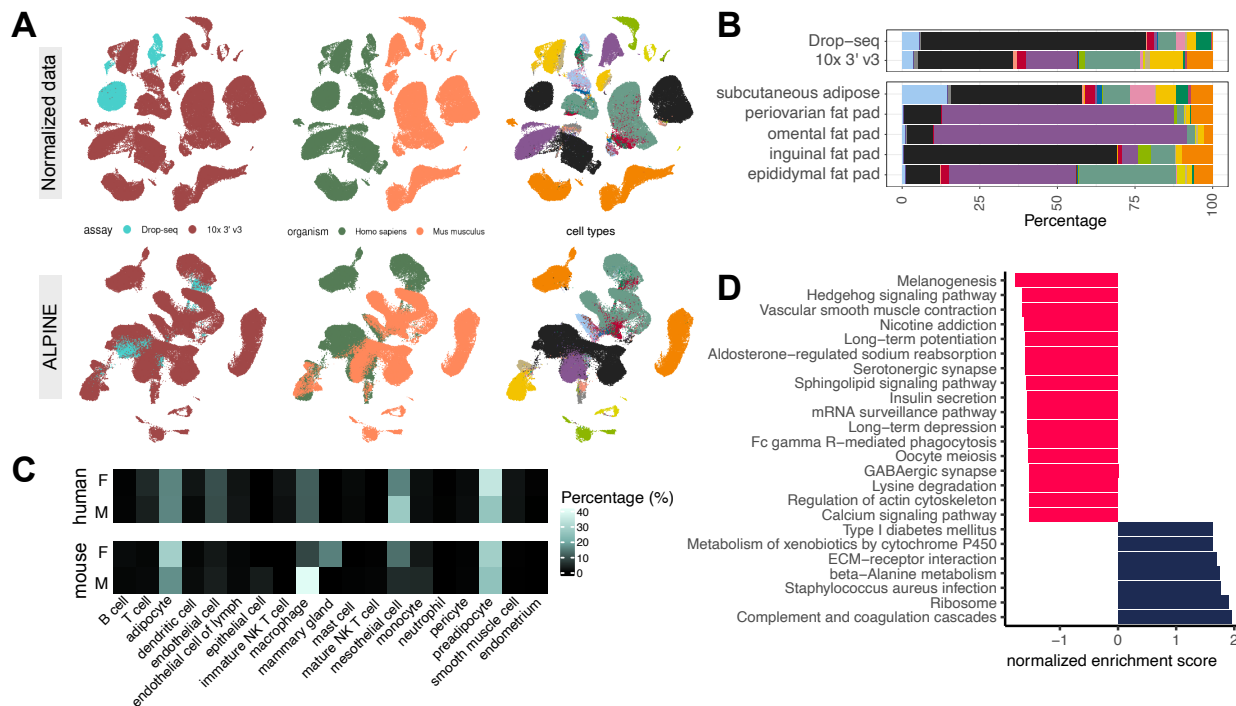 A
Normalized data
assay Drop-seq 10x 3' v3
organism Homo sapiens Mus musculus
cell types
ALPINE
B
Drop-seq
10x 3' v3
subcutaneous adipose
periovarian fat pad
omental fat pad
inguinal fat pad
epididymal fat pad
0 25 50 75 100
Percentage
C
human
F
M
mouse
F
M
Percentage (%)
40
30
20
10
0
B cell
T cell
adipocyte
dendritic cell
endothelial cell
endothelial cell of lymph
epithelial cell
immature NK T cell
macrophage
mammary gland
mast cell
mature NK T cell
mesothelial cell
monocyte
neutrophil
pericyte
preadipocyte
smooth muscle cell
endometrium
D
Melanogenesis
Hedgehog signaling pathway
Vascular smooth muscle contraction
Nicotine addiction
Long-term potentiation
Aldosterone-regulated sodium reabsorption
Serotonergic synapse
Sphingolipid signaling pathway
Insulin secretion
mRNA surveillance pathway
Long-term depression
Fc gamma R-mediated phagocytosis
Oocyte meiosis
GABAergic synapse
Lysine degradation
Regulation of actin cytoskeleton
Calcium signaling pathway
Type I diabetes mellitus
Metabolism of xenobiotics by cytochrome P450
ECM-receptor interaction
beta-Alanine metabolism
Staphylococcus aureus infection
Ribosome
Complement and coagulation cascades
-1 0 1 2
normalized enrichment score